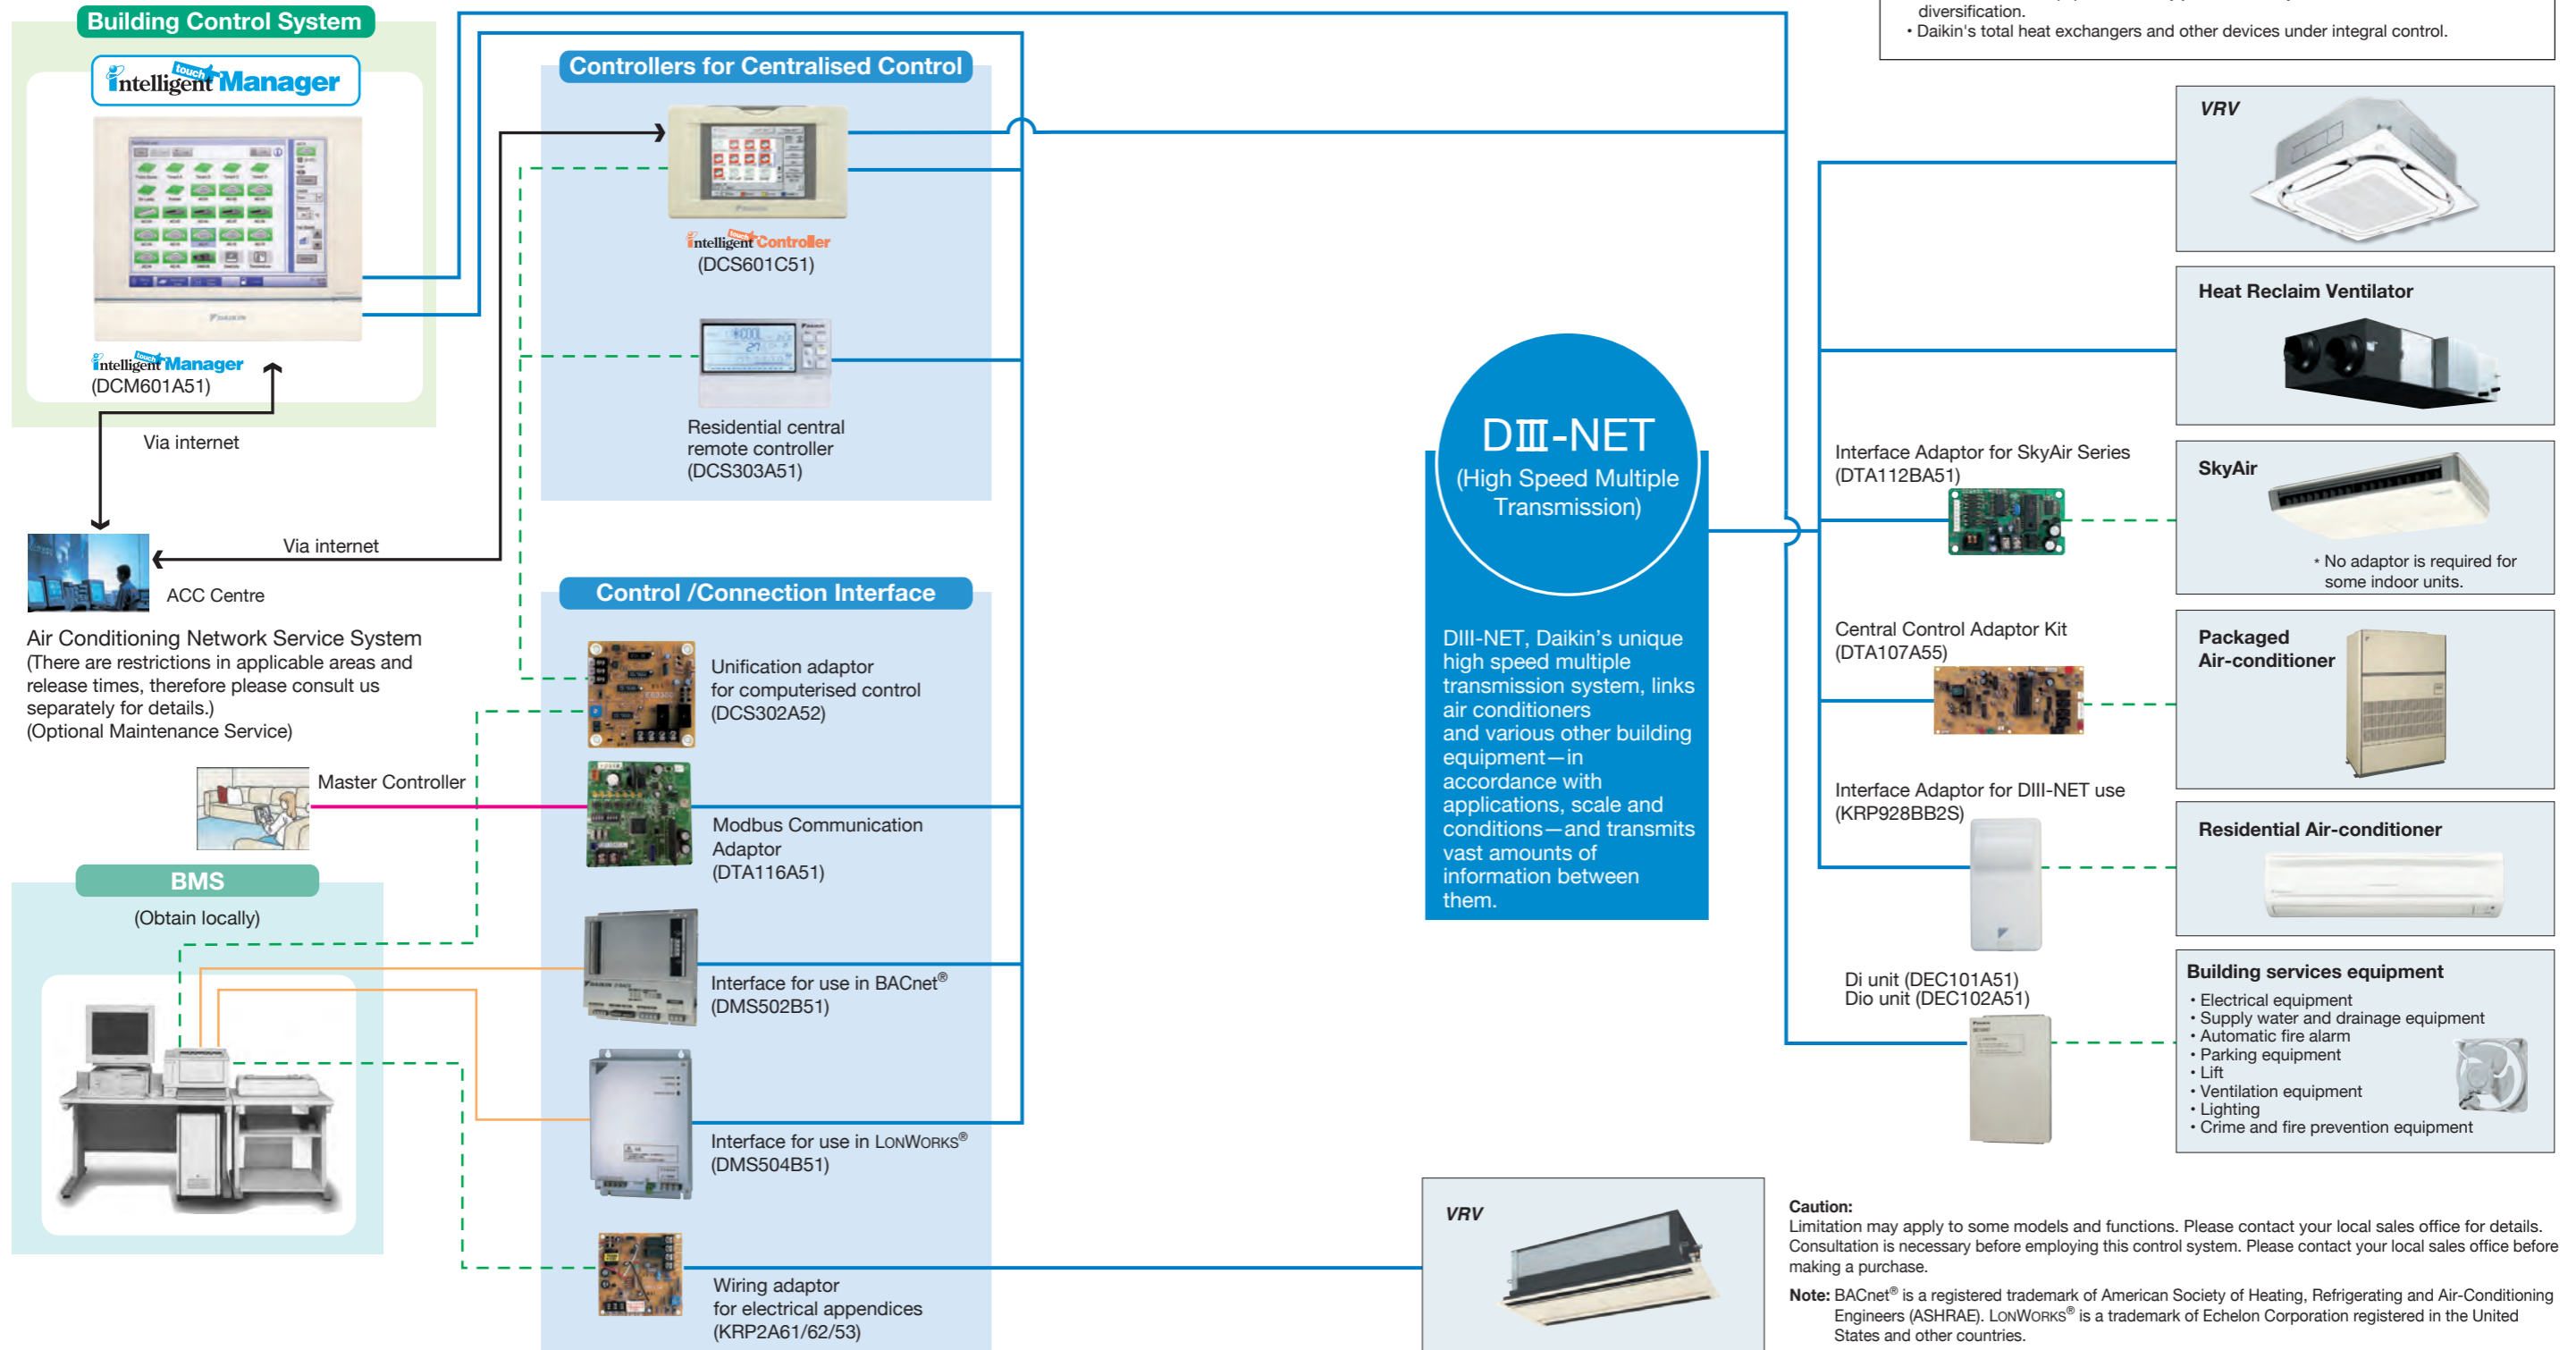 Building Control System
intelligent touch Manager
intelligent touch Manager
(DCM601A51)
Via internet
Via internet
ACC Centre
Air Conditioning Network Service System
(There are restrictions in applicable areas and
release times, therefore please consult us
separately for details.)
(Optional Maintenance Service)
Master Controller
BMS
(Obtain locally)
Controllers for Centralised Control
intelligent touch Controller
(DCS601C51)
Residential central
remote controller
(DCS303A51)
Control /Connection Interface
Unification adaptor
for computerised control
(DCS302A52)
Modbus Communication
Adaptor
(DTA116A51)
Interface for use in BACnet®
(DMS502B51)
Interface for use in LONWORKS®
(DMS504B51)
Wiring adaptor
for electrical appendices
(KRP2A61/62/53)
DIII-NET
(High Speed Multiple
Transmission)
DIII-NET, Daikin's unique
high speed multiple
transmission system, links
air conditioners
and various other building
equipment—in
accordance with
applications, scale and
conditions—and transmits
vast amounts of
information between
them.
diversification.
• Daikin's total heat exchangers and other devices under integral control.
VRV
Heat Reclaim Ventilator
Interface Adaptor for SkyAir Series
(DTA112BA51)
SkyAir
* No adaptor is required for
some indoor units.
Central Control Adaptor Kit
(DTA107A55)
Packaged
Air-conditioner
Interface Adaptor for DIII-NET use
(KRP928BB2S)
Residential Air-conditioner
Di unit (DEC101A51)
Dio unit (DEC102A51)
Building services equipment
• Electrical equipment
• Supply water and drainage equipment
• Automatic fire alarm
• Parking equipment
• Lift
• Ventilation equipment
• Lighting
• Crime and fire prevention equipment
VRV
Caution:
Limitation may apply to some models and functions. Please contact your local sales office for details.
Consultation is necessary before employing this control system. Please contact your local sales office before
making a purchase.
Note: BACnet® is a registered trademark of American Society of Heating, Refrigerating and Air-Conditioning
Engineers (ASHRAE). LONWORKS® is a trademark of Echelon Corporation registered in the United
States and other countries.